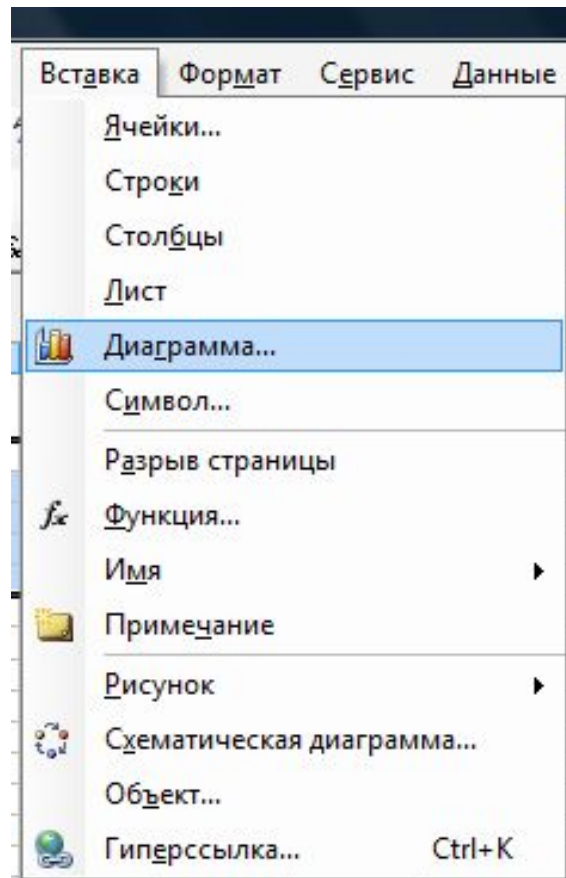 Вставка Формат Сервис Данные
Ячейки...
Строки
Столбцы
Лист
Диаграмма...
Символ...
Разрыв страницы
fx Функция...
Имя
Примечание
Рисунок
Схематическая диаграмма...
Объект...
Гиперссылка... Ctrl+K